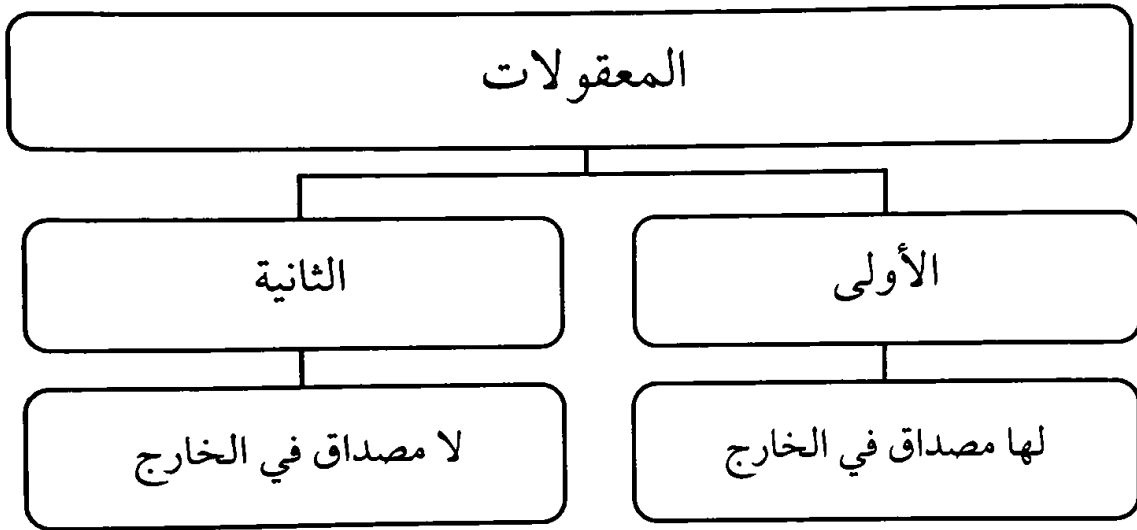 المعقولات
الأولى
الثانية
لها مصداق في الخارج
لا مصداق في الخارج